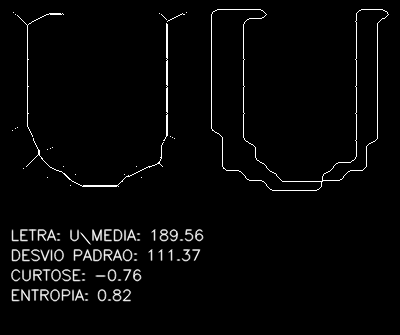 U U
LETRA: U\MEDIA: 189.56
DESVIO PADRAO: 111.37
CURTOSE: -0.76
ENTROPIA: 0.82